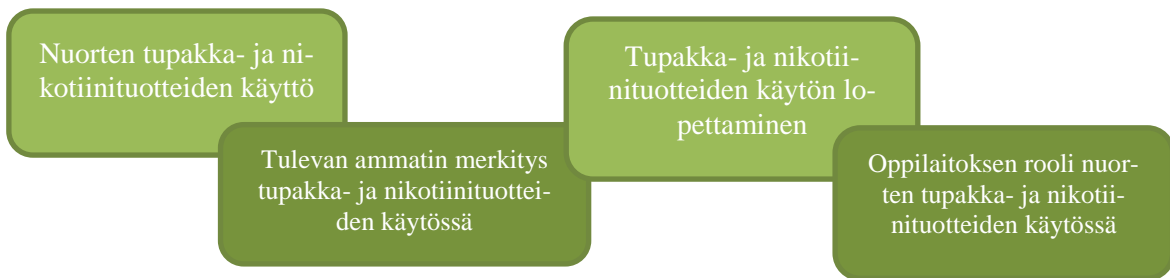 Nuorten tupakka- ja ni-
kotiinituotteiden käyttö
Tulevan ammatin merkitys
tupakka- ja nikotiinituottei-
den käytössä
Tupakka- ja nikotii-
nituotteiden käytön lo-
pettaminen
Oppilaitoksen rooli nuor-
ten tupakka- ja nikotii-
nituotteiden käytössä